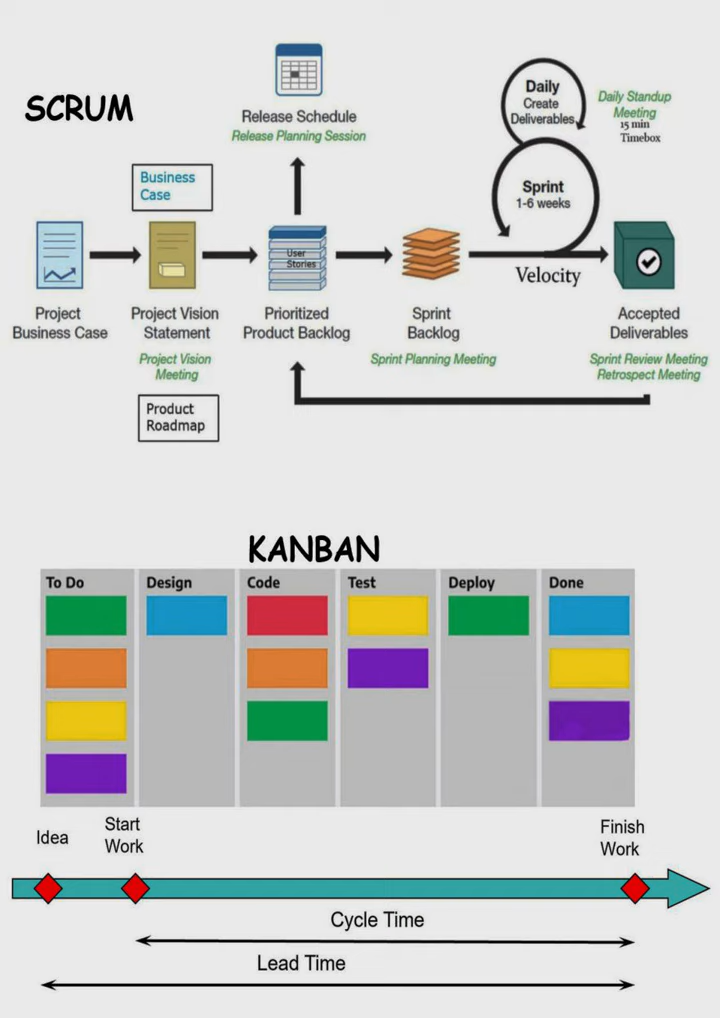 SCRUM
Release Schedule
Release Planning Session
Daily
Create
Deliverables
Daily Standup
Meeting
15 min
Timebox
Business
Case
Sprint
1-6 weeks
User
Stories
Velocity
Project
Business Case
Project Vision
Statement
Prioritized
Product Backlog
Sprint
Backlog
Accepted
Deliverables
Project Vision
Meeting
Sprint Planning Meeting
Sprint Review Meeting
Retrospect Meeting
Product
Roadmap
KANBAN
To Do
Design
Code
Test
Deploy
Done
Idea
Start
Work
Finish
Work
Cycle Time
Lead Time